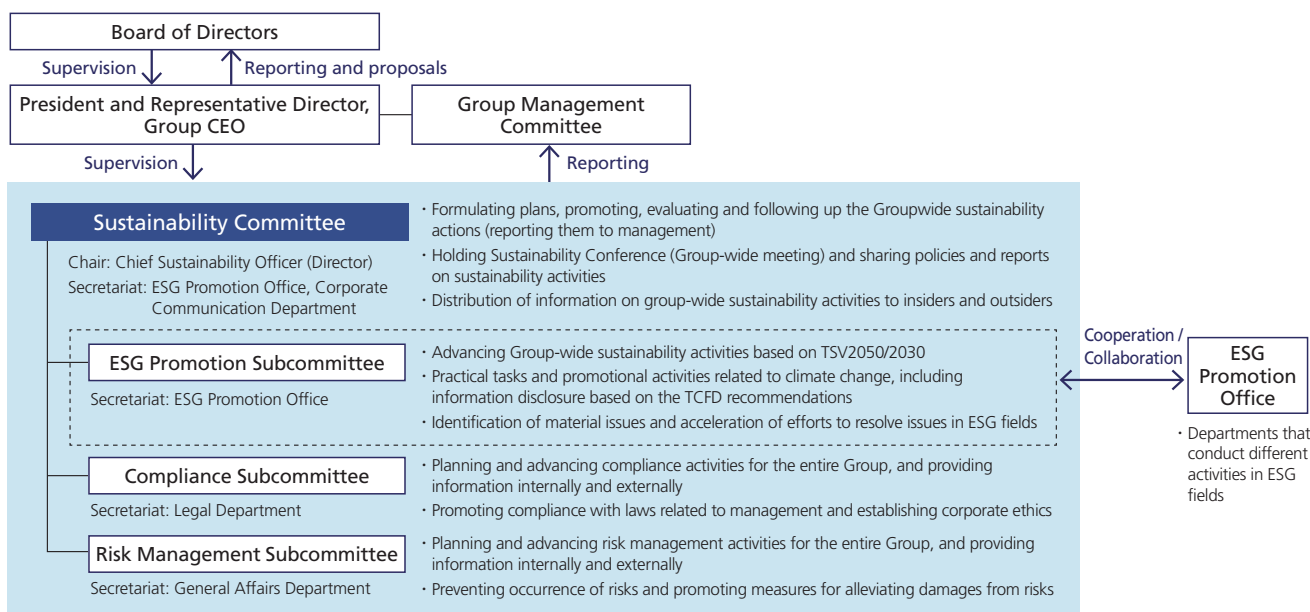 Board of Directors
Supervision
Reporting and proposals
President and Representative Director,
Group CEO
Group Management
Committee
Supervision
Reporting
Sustainability Committee
Chair: Chief Sustainability Officer (Director)
Secretariat: ESG Promotion Office, Corporate
Communication Department
・Formulating plans, promoting, evaluating and following up the Groupwide sustainability
actions (reporting them to management)
・Holding Sustainability Conference (Group-wide meeting) and sharing policies and reports
on sustainability activities
・Distribution of information on group-wide sustainability activities to insiders and outsiders
ESG Promotion Subcommittee
Secretariat: ESG Promotion Office
・Advancing Group-wide sustainability activities based on TSV2050/2030
・Practical tasks and promotional activities related to climate change, including
information disclosure based on the TCFD recommendations
・Identification of material issues and acceleration of efforts to resolve issues in ESG fields
Cooperation /
Collaboration
ESG
Promotion
Office
・Departments that
conduct different
activities in ESG
fields
Compliance Subcommittee
Secretariat: Legal Department
・Planning and advancing compliance activities for the entire Group, and providing
information internally and externally
・Promoting compliance with laws related to management and establishing corporate ethics
Risk Management Subcommittee
Secretariat: General Affairs Department
・Planning and advancing risk management activities for the entire Group, and providing
information internally and externally
・Preventing occurrence of risks and promoting measures for alleviating damages from risks